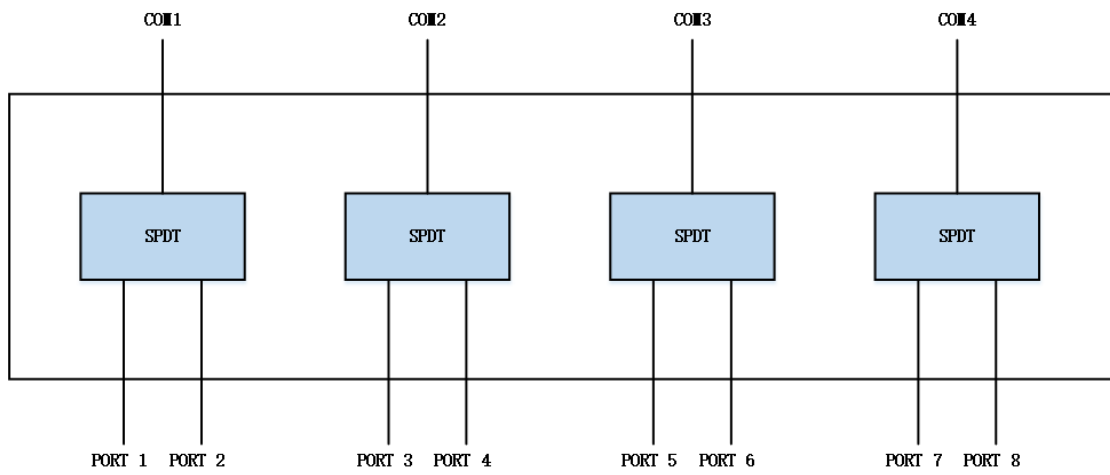 COM1 COM2 COM3 COM4
SPDT SPDT SPDT SPDT
PORT 1 PORT 2 PORT 3 PORT 4 PORT 5 PORT 6 PORT 7 PORT 8